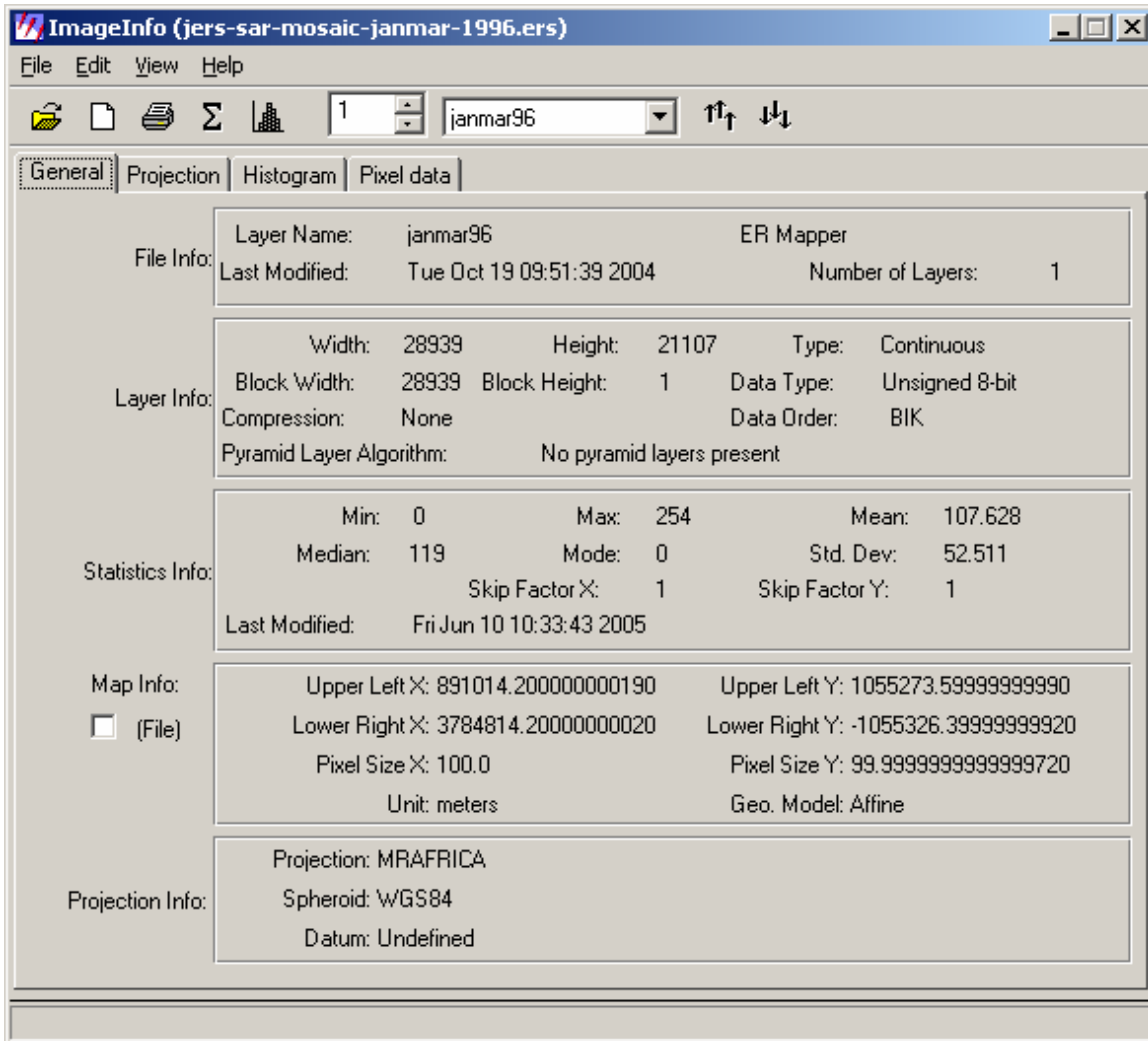 ImageInfo (jers-sar-mosaic-janmar-1996.ers)
File Edit View Help
1 janmar96
General Projection Histogram Pixel data
File Info:
Layer Name: janmar96 ER Mapper
Last Modified: Tue Oct 19 09:51:39 2004 Number of Layers: 1
Layer Info:
Width: 28939 Height: 21107 Type: Continuous
Block Width: 28939 Block Height: 1 Data Type: Unsigned 8-bit
Compression: None Data Order: BIK
Pyramid Layer Algorithm: No pyramid layers present
Statistics Info:
Min: 0 Max: 254 Mean: 107.628
Median: 119 Mode: 0 Std. Dev: 52.511
Skip Factor X: 1 Skip Factor Y: 1
Last Modified: Fri Jun 10 10:33:43 2005
Map Info:
(File)
Upper Left X: 891014.200000000190 Upper Left Y: 1055273.59999999990
Lower Right X: 3784814.20000000020 Lower Right Y: -1055326.39999999920
Pixel Size X: 100.0 Pixel Size Y: 99.9999999999999720
Unit: meters Geo. Model: Affine
Projection Info:
Projection: MRAFRICA
Spheroid: WGS84
Datum: Undefined